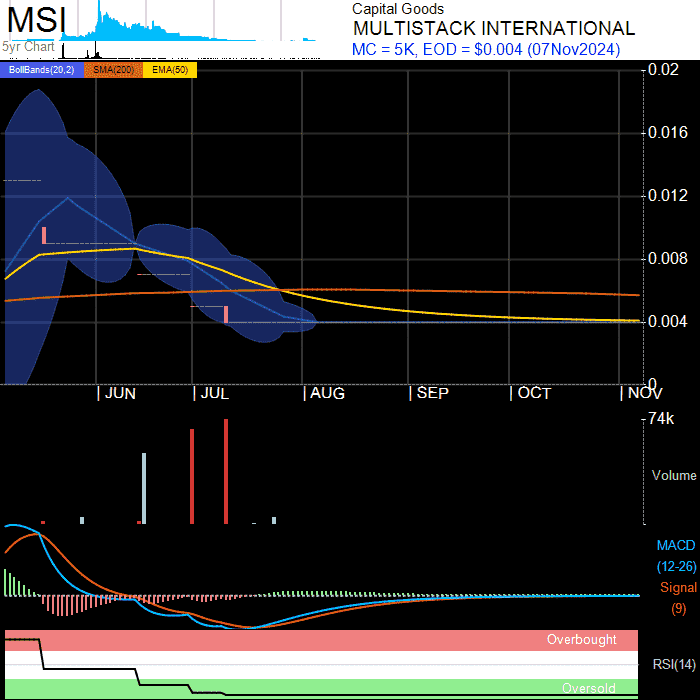 MSI
5yr Chart
Capital Goods
MULTISTACK INTERNATIONAL
MC = 5K, EOD = $0.004 (07Nov2024)
BollBands(20,2) SMA(200) EMA(50)
0.02
0.016
0.012
0.008
0.004
0
JUN JUL AUG SEP OCT NOV
74k
Volume
MACD
(12-26)
Signal
(9)
Overbought
RSI(14)
Oversold